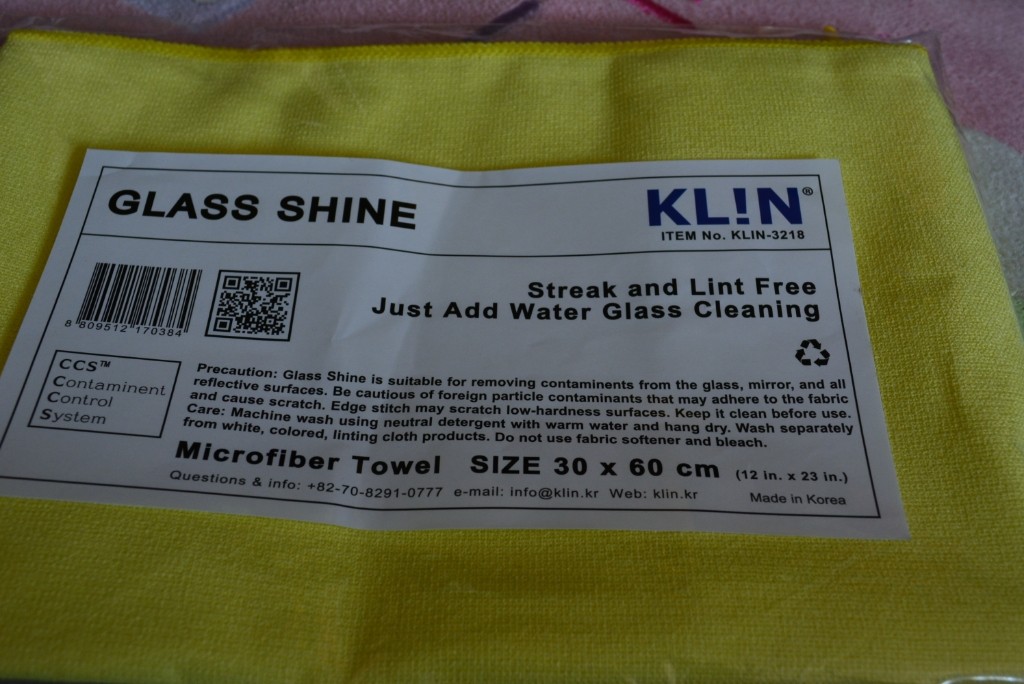 GLASS SHINE
KL!N®
ITEM No. KLIN-3218
Streak and Lint Free
Just Add Water Glass Cleaning
8 809512 170384
CCS™
Contaminent
Control
System
Precaution: Glass Shine is suitable for removing contaminents from the glass, mirror, and all
reflective surfaces. Be cautious of foreign particle contaminants that may adhere to the fabric
and cause scratch. Edge stitch may scratch low-hardness surfaces. Keep it clean before use.
Care: Machine wash using neutral detergent with warm water and hang dry. Wash separately
from white, colored, linting cloth products. Do not use fabric softener and bleach.
Microfiber Towel SIZE 30 x 60 cm (12 in. x 23 in.)
Questions & info: +82-70-8291-0777 e-mail: info@klin.kr Web: klin.kr
Made in Korea